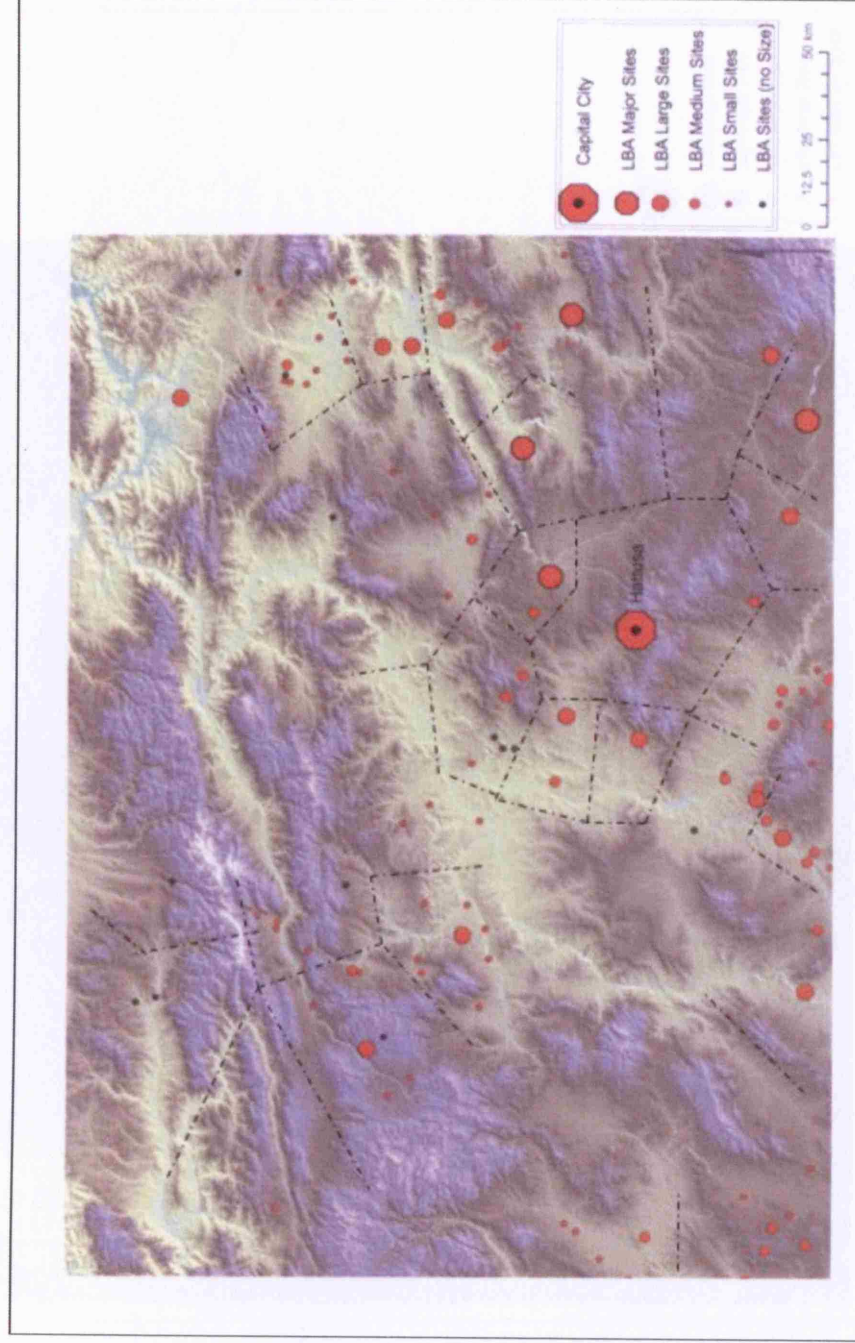 Hattusa
Capital City
LBA Major Sites
LBA Large Sites
LBA Medium Sites
LBA Small Sites
LBA Sites (no Size)
0 12.5 25 50 km